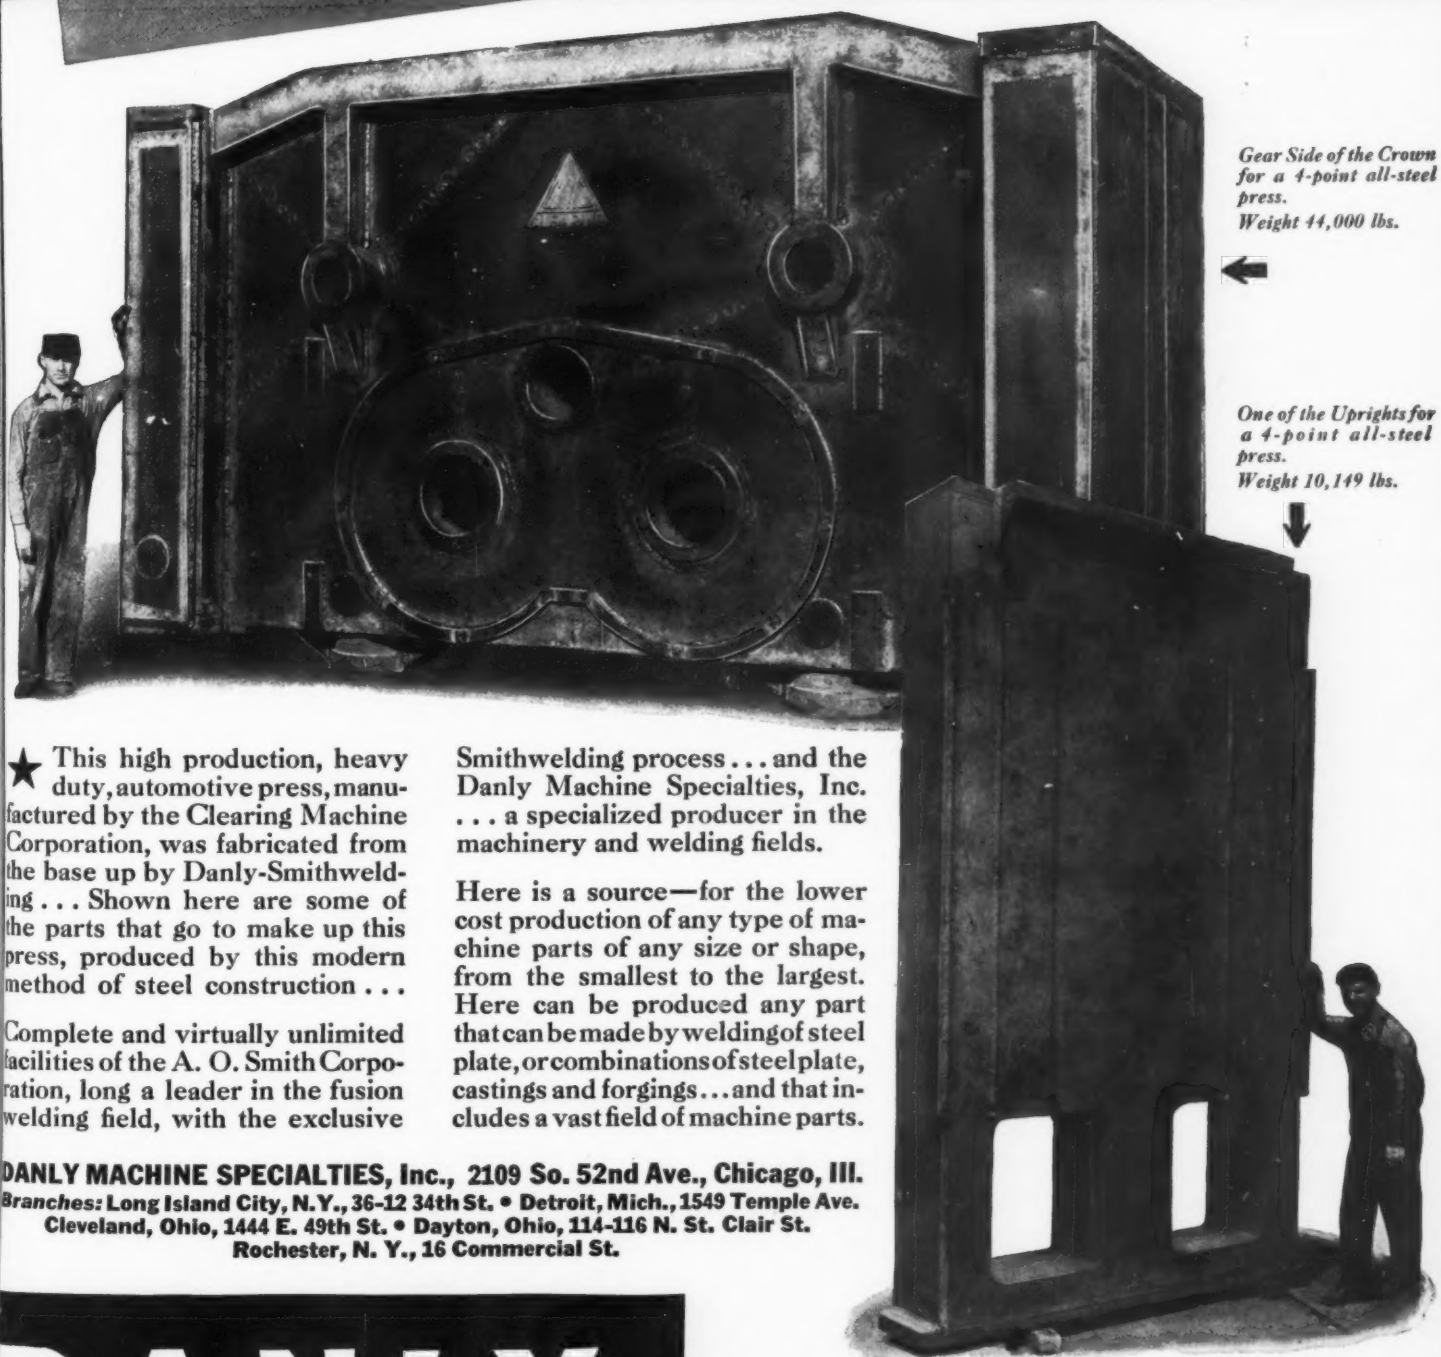 Gear Side of the Crown
for a 4-point all-steel
press.
Weight 44,000 lbs.
One of the Uprights for
a 4-point all-steel
press.
Weight 10,149 lbs.
★ This high production, heavy
duty, automotive press, manu-
factured by the Clearing Machine
Corporation, was fabricated from
the base up by Danly-Smithweld-
ing ... Shown here are some of
the parts that go to make up this
press, produced by this modern
method of steel construction ...
Complete and virtually unlimited
facilities of the A. O. Smith Corpo-
ration, long a leader in the fusion
welding field, with the exclusive
Smithwelding process ... and the
Danly Machine Specialties, Inc.
... a specialized producer in the
machinery and welding fields.
Here is a source—for the lower
cost production of any type of ma-
chine parts of any size or shape,
from the smallest to the largest.
Here can be produced any part
that can be made by welding of steel
plate, or combinations of steel plate,
castings and forgings ... and that in-
cludes a vast field of machine parts.
DANLY MACHINE SPECIALTIES, Inc., 2109 So. 52nd Ave., Chicago, Ill.
Branches: Long Island City, N.Y., 36-12 34th St. • Detroit, Mich., 1549 Temple Ave.
Cleveland, Ohio, 1444 E. 49th St. • Dayton, Ohio, 114-116 N. St. Clair St.
Rochester, N. Y., 16 Commercial St.
DANLY